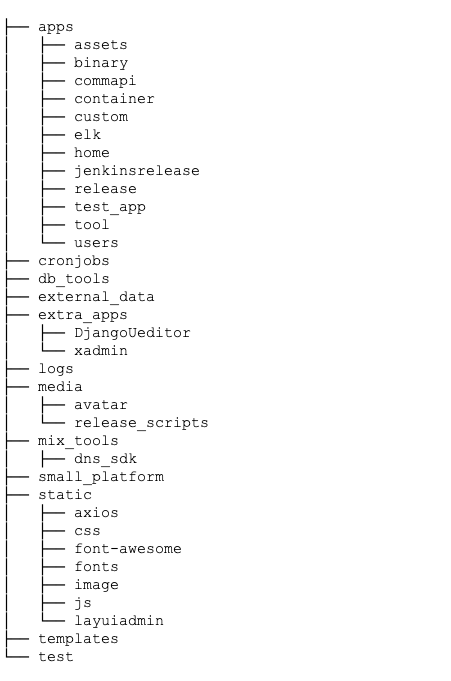 ├── apps
│   ├── assets
│   ├── binary
│   ├── commapi
│   ├── container
│   ├── custom
│   ├── elk
│   ├── home
│   ├── jenkinsrelease
│   ├── release
│   ├── test_app
│   ├── tool
│   └── users
├── cronjobs
├── db_tools
├── external_data
├── extra_apps
│   ├── DjangoUeditor
│   └── xadmin
├── logs
├── media
│   ├── avatar
│   └── release_scripts
├── mix_tools
│   ├── dns_sdk
├── small_platform
├── static
│   ├── axios
│   ├── css
│   ├── font-awesome
│   ├── fonts
│   ├── image
│   ├── js
│   └── layuiadmin
├── templates
└── test